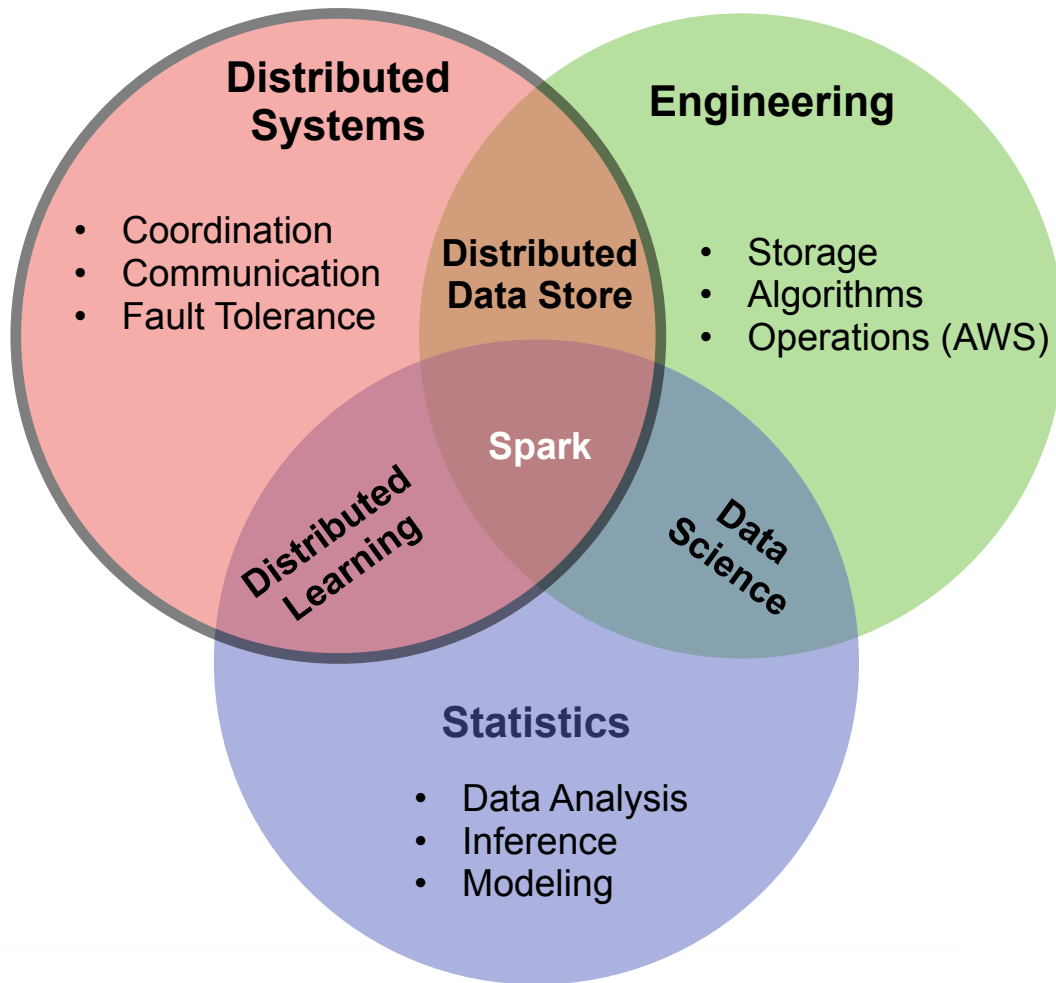 Distributed
Systems
• Coordination
• Communication
• Fault Tolerance
Engineering
• Storage
• Algorithms
• Operations (AWS)
Distributed
Data Store
Spark
Distributed
Learning
Data
Science
Statistics
• Data Analysis
• Inference
• Modeling